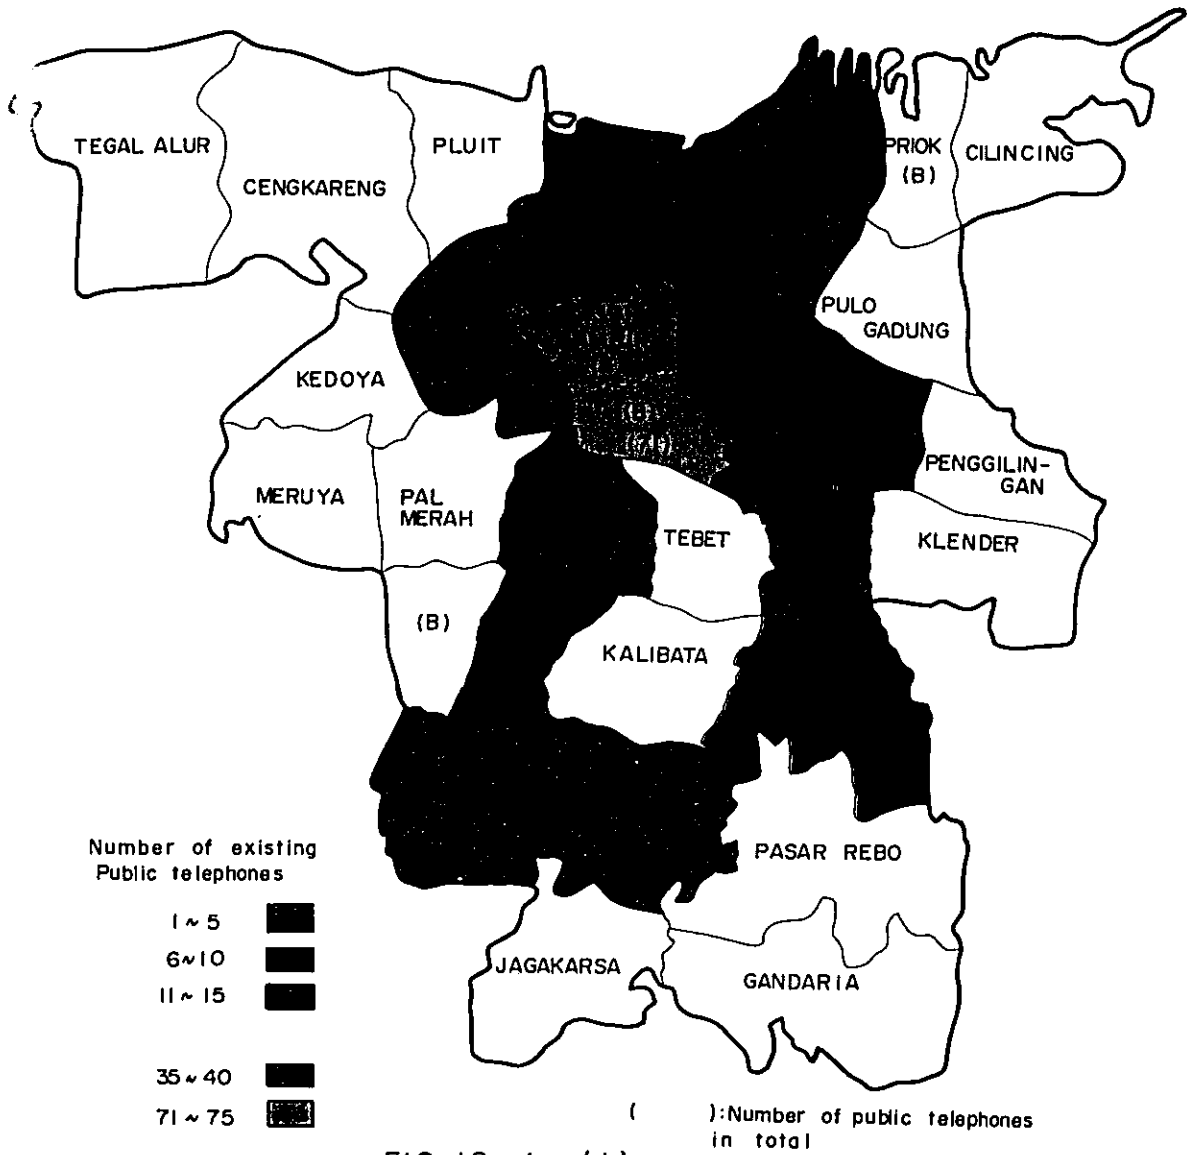 TEGAL ALUR
CENGKARENG
PLUIT
PRIOK
(B)
CILINCING
PULO
GADUNG
KEDOYA
(B)
(71)
MERUYA
PAL
MERAH
TEBET
PENGGILIN-
GAN
KLENDER
(B)
KALIBATA
PASAR REBO
JAGAKARSA
GANDARIA
Number of existing
Public telephones
1~5
6~10
11~15
35~40
71~75
( ):Number of public telephones
in total